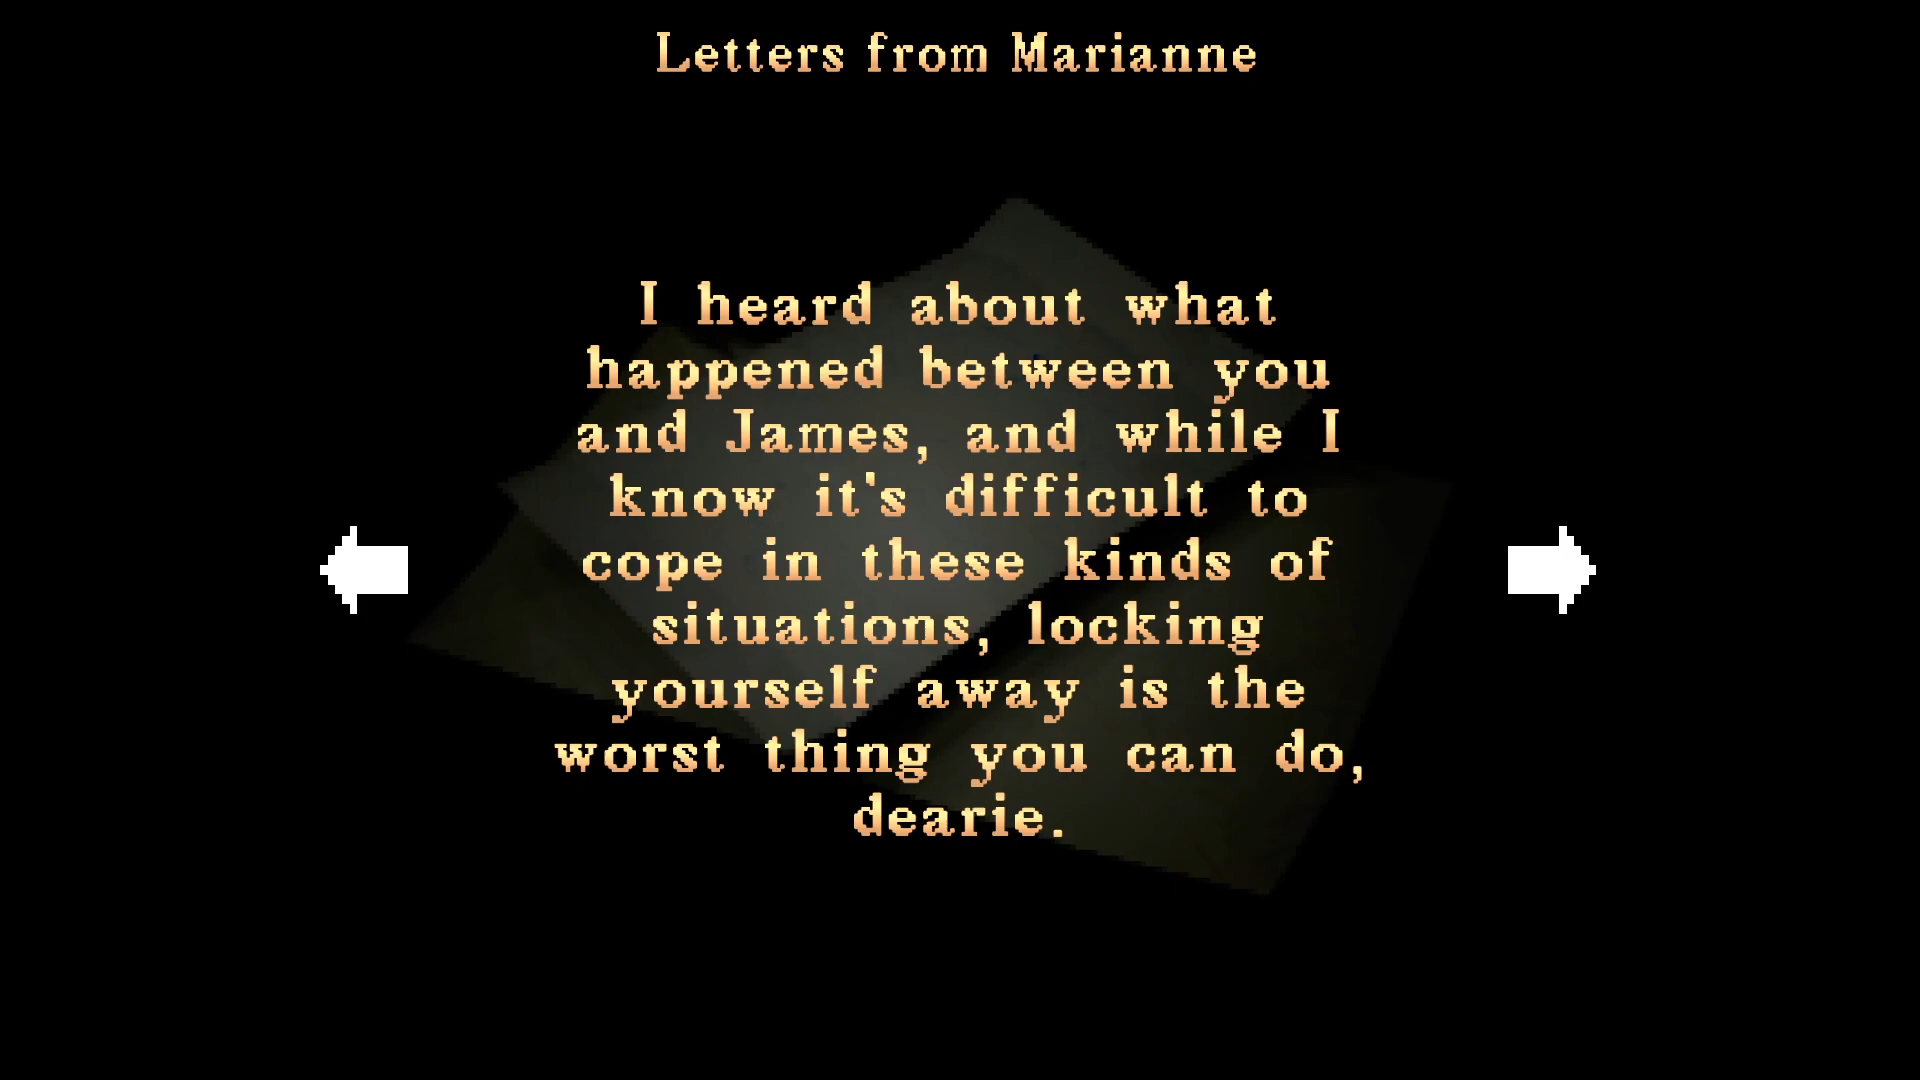 Letters from Marianne
I heard about what
happened between you
and James, and while I
know it's difficult to
cope in these kinds of
situations, locking
yourself away is the
worst thing you can do,
dearie.